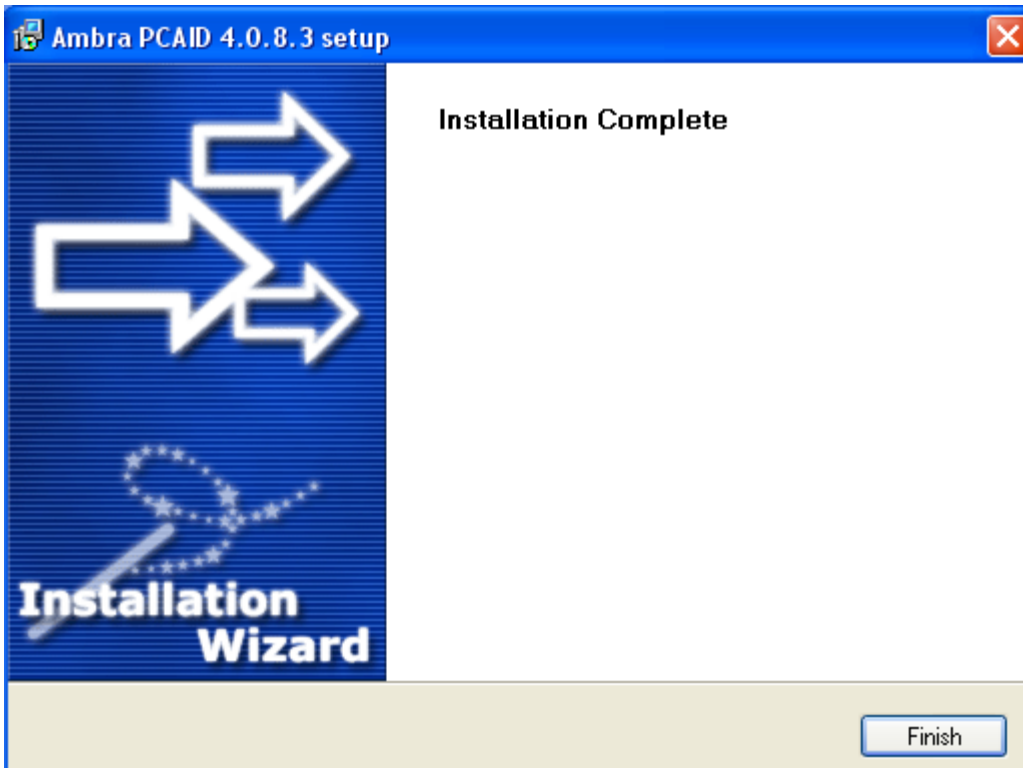 Ambra PCAID 4.0.8.3 setup
Installation Complete
Installation
Wizard
Finish